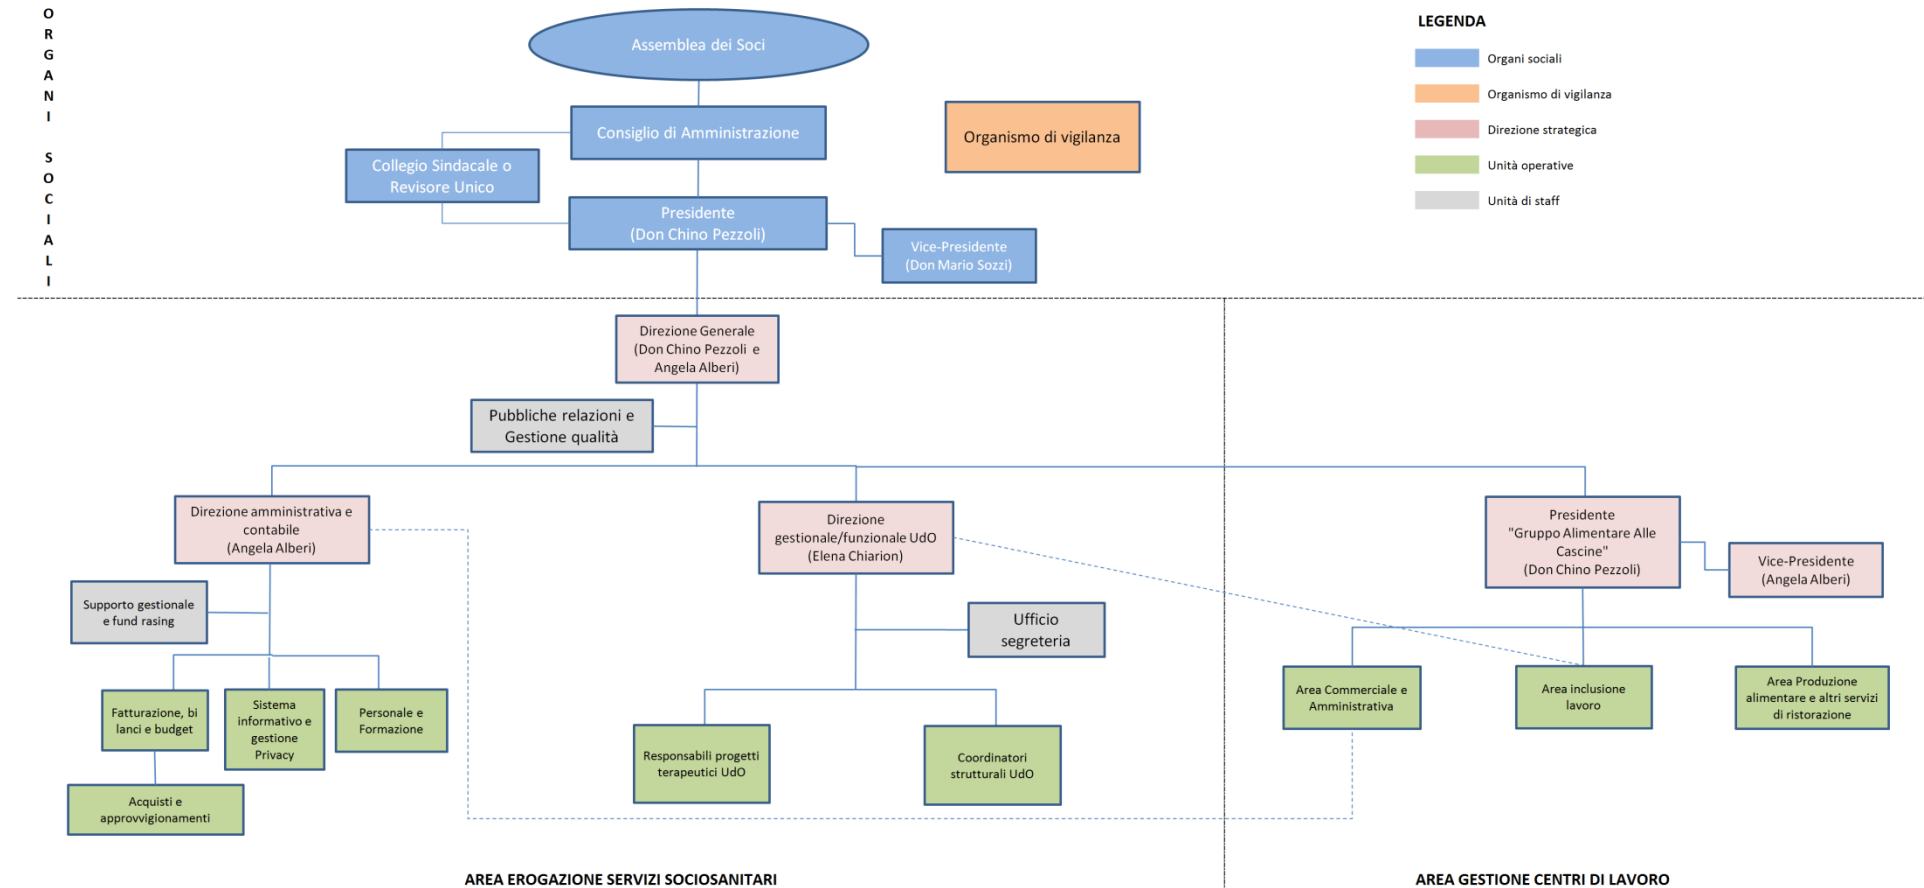 ORGANI SOCIALI
Assemblea dei Soci
Consiglio di Amministrazione
Organismo di vigilanza
Collegio Sindacale o
Revisore Unico
Presidente
(Don Chino Pezzoli)
Vice-Presidente
(Don Mario Sozzi)
LEGENDA
Organi sociali
Organismo di vigilanza
Direzione strategica
Unità operative
Unità di staff
Direzione Generale
(Don Chino Pezzoli e
Angela Alberi)
Pubbliche relazioni e
Gestione qualità
Direzione amministrativa e
contabile
(Angela Alberi)
Direzione
gestionale/funzionale UdO
(Elena Chiarion)
Presidente
"Gruppo Alimentare Alle
Cascine"
(Don Chino Pezzoli)
Vice-Presidente
(Angela Alberi)
Supporto gestionale
e fund rasing
Ufficio
segreteria
Fatturazione, bi
lanci e budget
Sistema
informativo e
gestione
Privacy
Personale e
Formazione
Acquisti e
approvvigionamenti
Responsabili progetti
terapeutici UdO
Coordinatori
strutturali UdO
Area Commerciale e
Amministrativa
Area inclusione
lavoro
Area Produzione
alimentare e altri servizi
di ristorazione
AREA EROGAZIONE SERVIZI SOCIOSANITARI
AREA GESTIONE CENTRI DI LAVORO